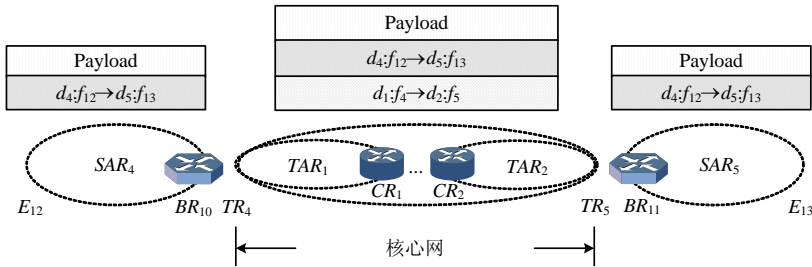 Payload
d₄:f₁₂→d₅:f₁₃
Payload
d₄:f₁₂→d₅:f₁₃
d₁:f₄→d₂:f₅
Payload
d₄:f₁₂→d₅:f₁₃
SAR₄
TAR₁
...
TAR₂
SAR₅
CR₁
CR₂
E₁₂
BR₁₀
TR₄
TR₅
BR₁₁
E₁₃
核心网